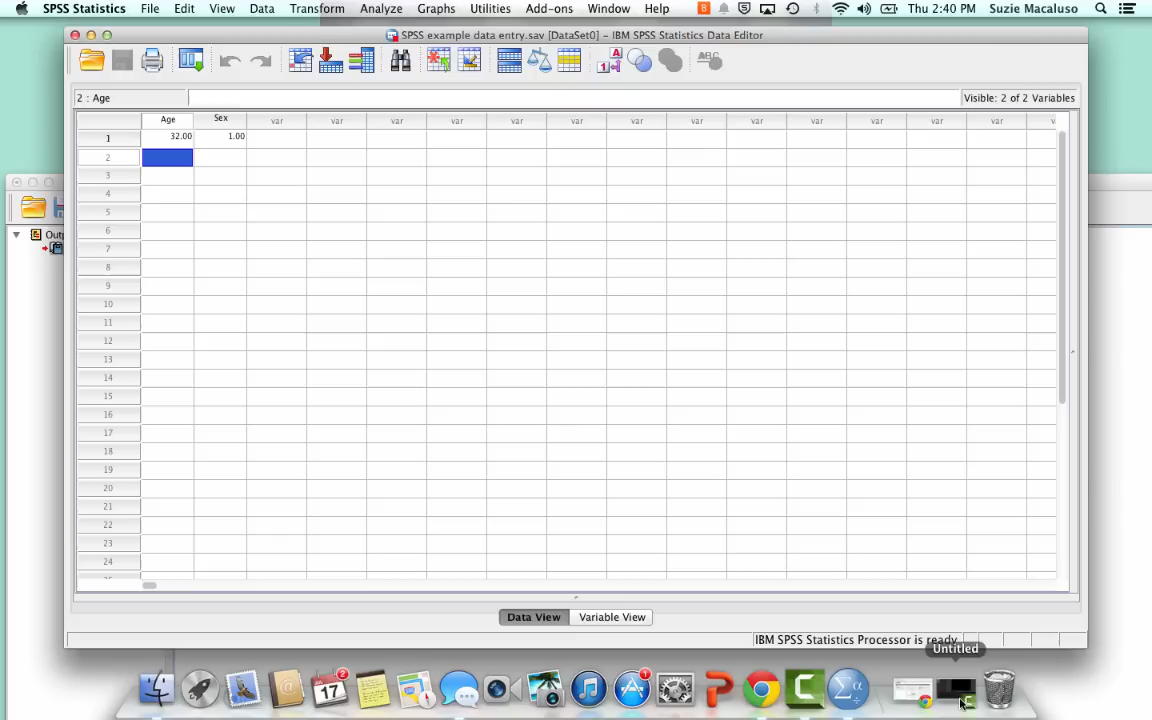 SPSS Statistics File Edit View Data Transform Analyze Graphs Utilities Add-ons Window Help Thu 2:40 PM Suzie Macaluso
SPSS example data entry.sav [DataSet0] – IBM SPSS Statistics Data Editor
2 : Age Visible: 2 of 2 Variables
Age Sex var var var var var var var var var var var var var
1 32.00 1.00
2
3
4
5
6
7
8
9
10
11
12
13
14
15
16
17
18
19
20
21
22
23
24
Outp
Data View Variable View
IBM SPSS Statistics Processor is ready
Untitled
17 2 1